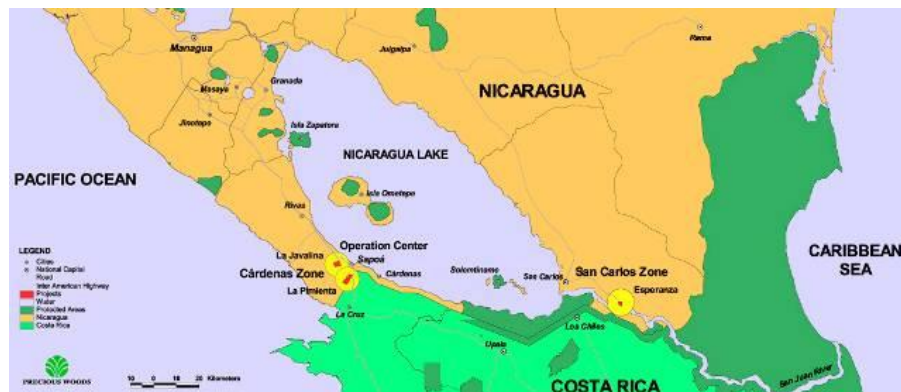 Managua
Juigalpa
Rama
Masaya
Granada
NICARAGUA
Jinotepe
Isla Zapatera
NICARAGUA LAKE
PACIFIC OCEAN
Isla Ometepe
Rivas
CARIBBEAN
SEA
LEGEND
Cities
National Capital
Road
Inter American Highway
Projects
Water
Protected Areas
Nicaragua
Costa Rica
Operation Center
La Javalina
Sapoá
Cárdenas Zone
Cárdenas
La Pimienta
Solentiname
San Carlos
San Carlos Zone
Esperanza
La Cruz
Los Chiles
Upala
San Juan River
COSTA RICA
10 0 10 20 Kilometers
PRECIOUS WOODS